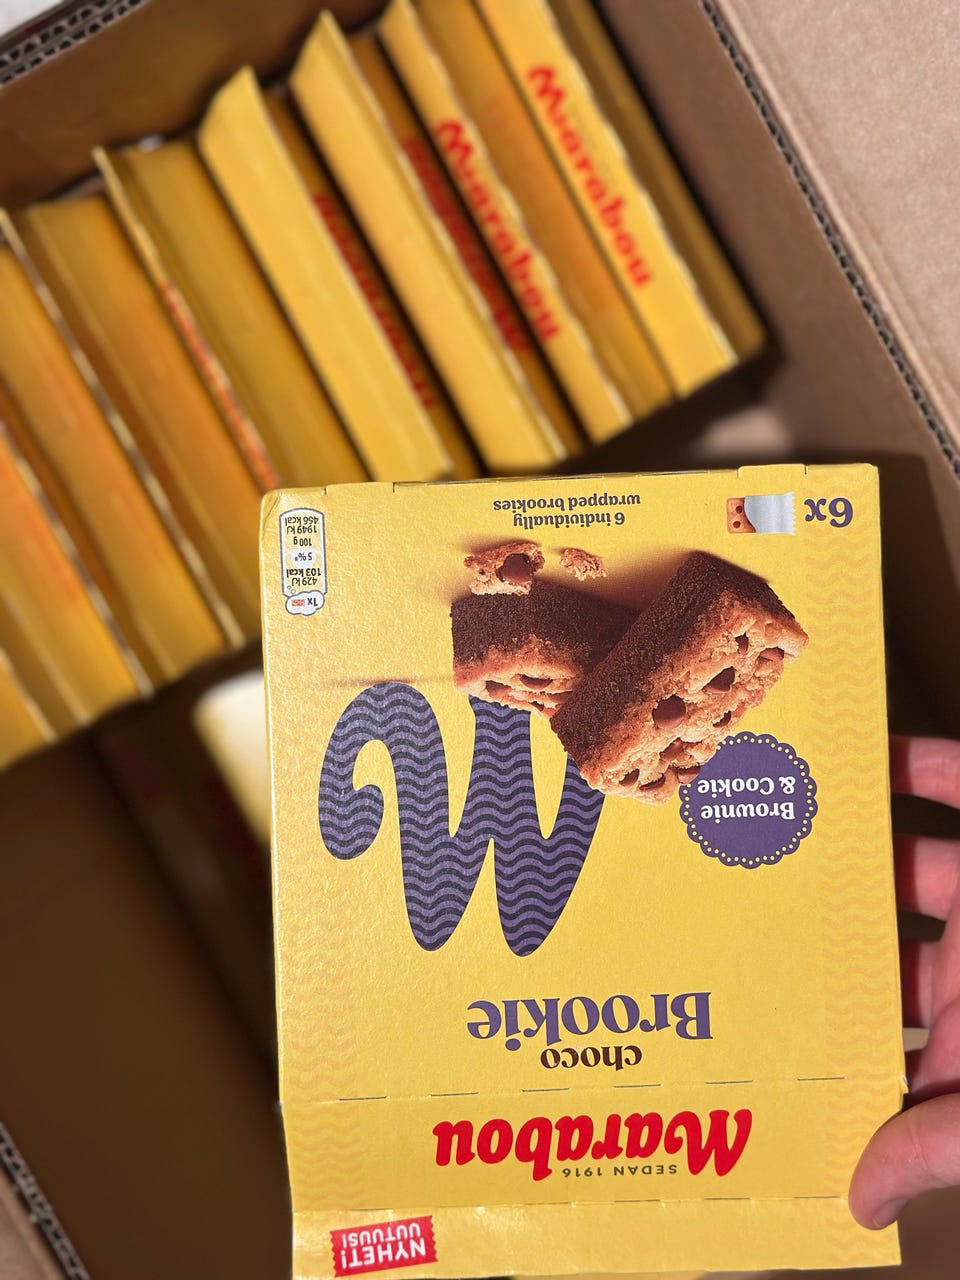 Marabou
Marabou
NYHET!
UUTUUS!
SEDAN 1916
Marabou
choco
Brookie
Brownie
& Cookie
M
6x
6 individually
wrapped brookies
1x
429 kJ
103 kcal
5%*
100 g
1949 kJ
466 kcal